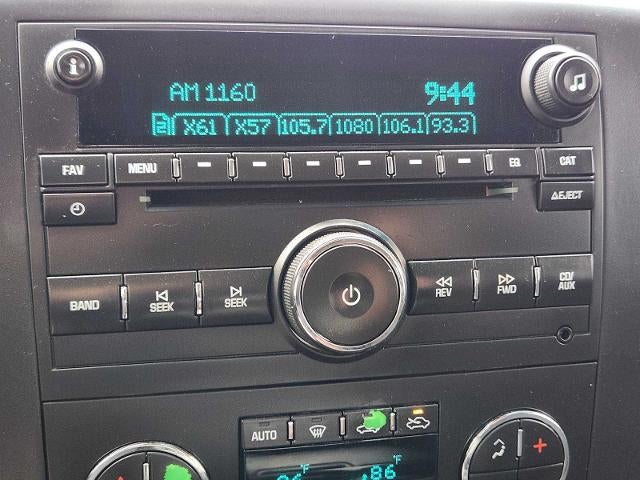 i
AM 1160 9:44
X61 X57 105.7 1080 106.1 93.3
FAV MENU EQ CAT
EJECT
BAND SEEK SEEK REV FWD CD/AUX
AUTO
°F 86°F
+